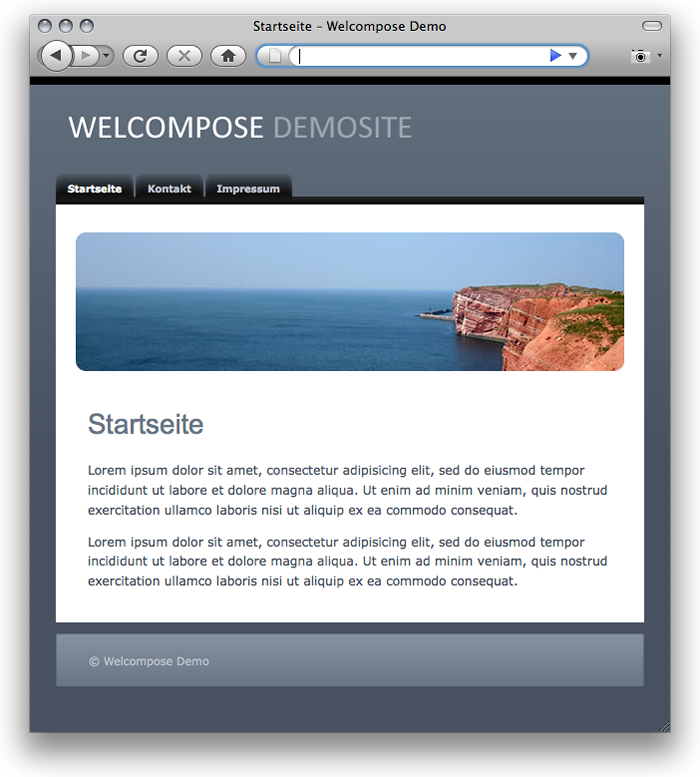 Startseite – Welcompose Demo
WELCOMPOSE DEMOSITE
Startseite Kontakt Impressum
Startseite
Lorem ipsum dolor sit amet, consectetur adipisicing elit, sed do eiusmod tempor
incididunt ut labore et dolore magna aliqua. Ut enim ad minim veniam, quis nostrud
exercitation ullamco laboris nisi ut aliquip ex ea commodo consequat.
Lorem ipsum dolor sit amet, consectetur adipisicing elit, sed do eiusmod tempor
incididunt ut labore et dolore magna aliqua. Ut enim ad minim veniam, quis nostrud
exercitation ullamco laboris nisi ut aliquip ex ea commodo consequat.
© Welcompose Demo